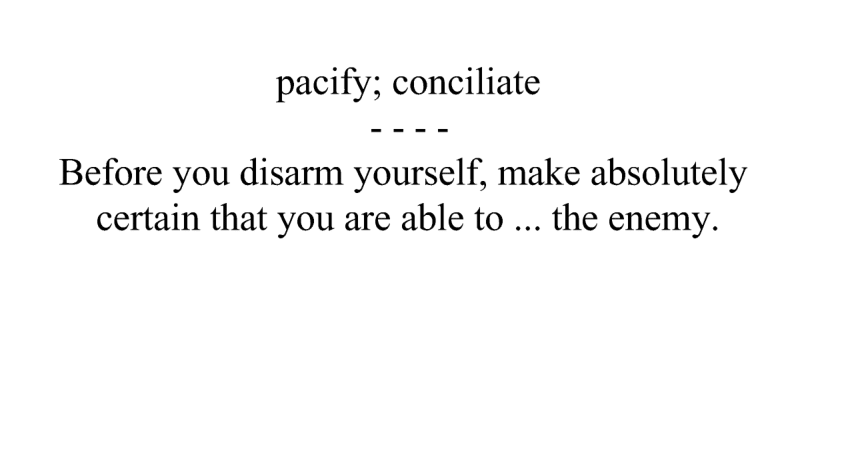 pacify; conciliate
- - - -
Before you disarm yourself, make absolutely
certain that you are able to ... the enemy.